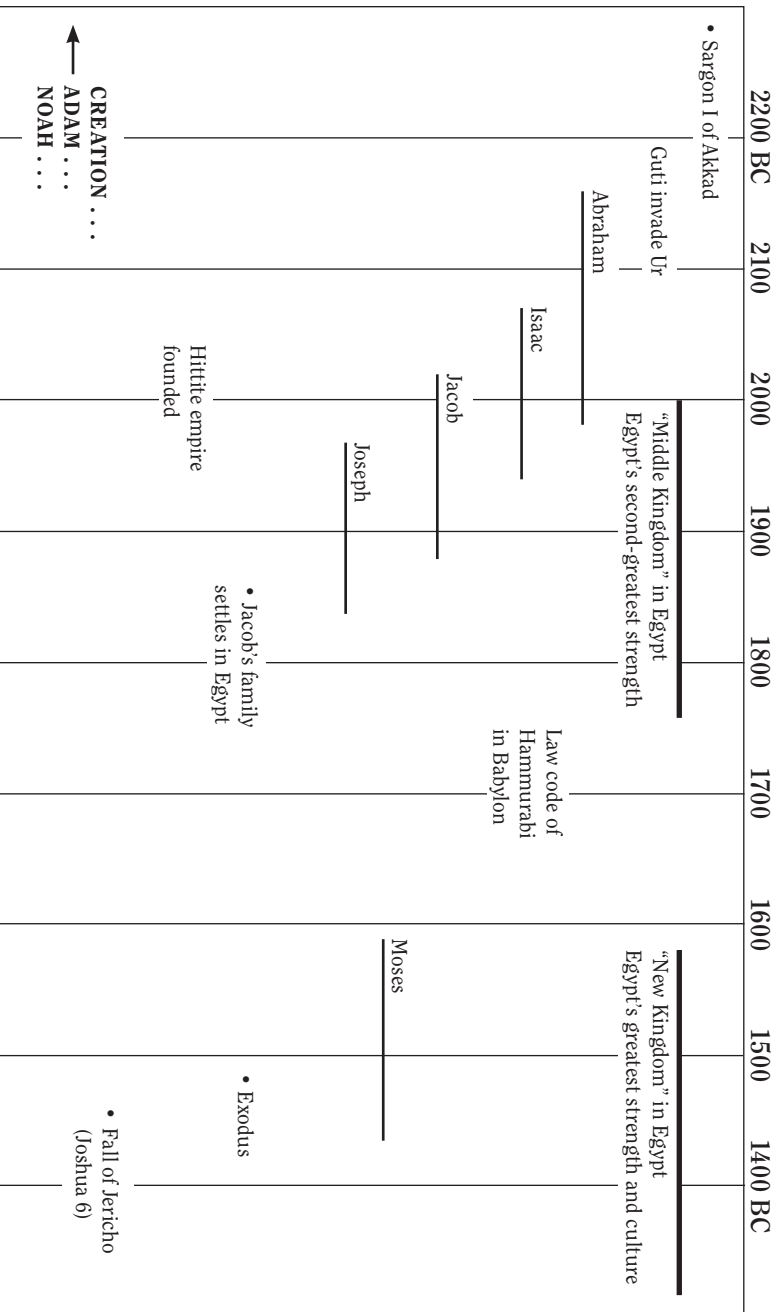 2200 BC
2100
2000
1900
1800
1700
1600
1500
1400 BC
• Sargon I of Akkad
Guti invade Ur
"Middle Kingdom" in Egypt
Egypt's second-greatest strength
"New Kingdom" in Egypt
Egypt's greatest strength and culture
Abraham
Isaac
Law code of
Hammurabi
in Babylon
Jacob
Moses
Joseph
• Jacob's family
settles in Egypt
• Exodus
Hittite empire
founded
• Fall of Jericho
(Joshua 6)
CREATION . . . .
ADAM . . .
NOAH . . .